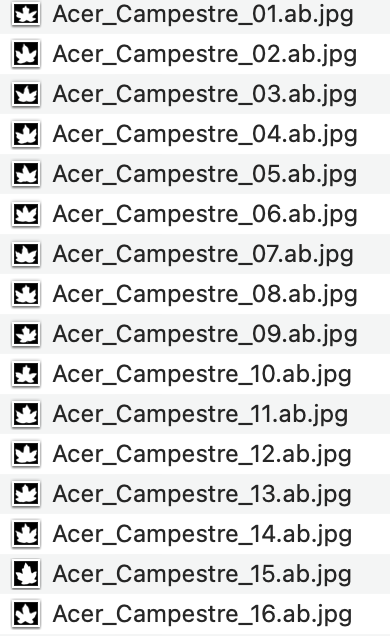 Acer_Campestre_01.ab.jpg
Acer_Campestre_02.ab.jpg
Acer_Campestre_03.ab.jpg
Acer_Campestre_04.ab.jpg
Acer_Campestre_05.ab.jpg
Acer_Campestre_06.ab.jpg
Acer_Campestre_07.ab.jpg
Acer_Campestre_08.ab.jpg
Acer_Campestre_09.ab.jpg
Acer_Campestre_10.ab.jpg
Acer_Campestre_11.ab.jpg
Acer_Campestre_12.ab.jpg
Acer_Campestre_13.ab.jpg
Acer_Campestre_14.ab.jpg
Acer_Campestre_15.ab.jpg
Acer_Campestre_16.ab.jpg